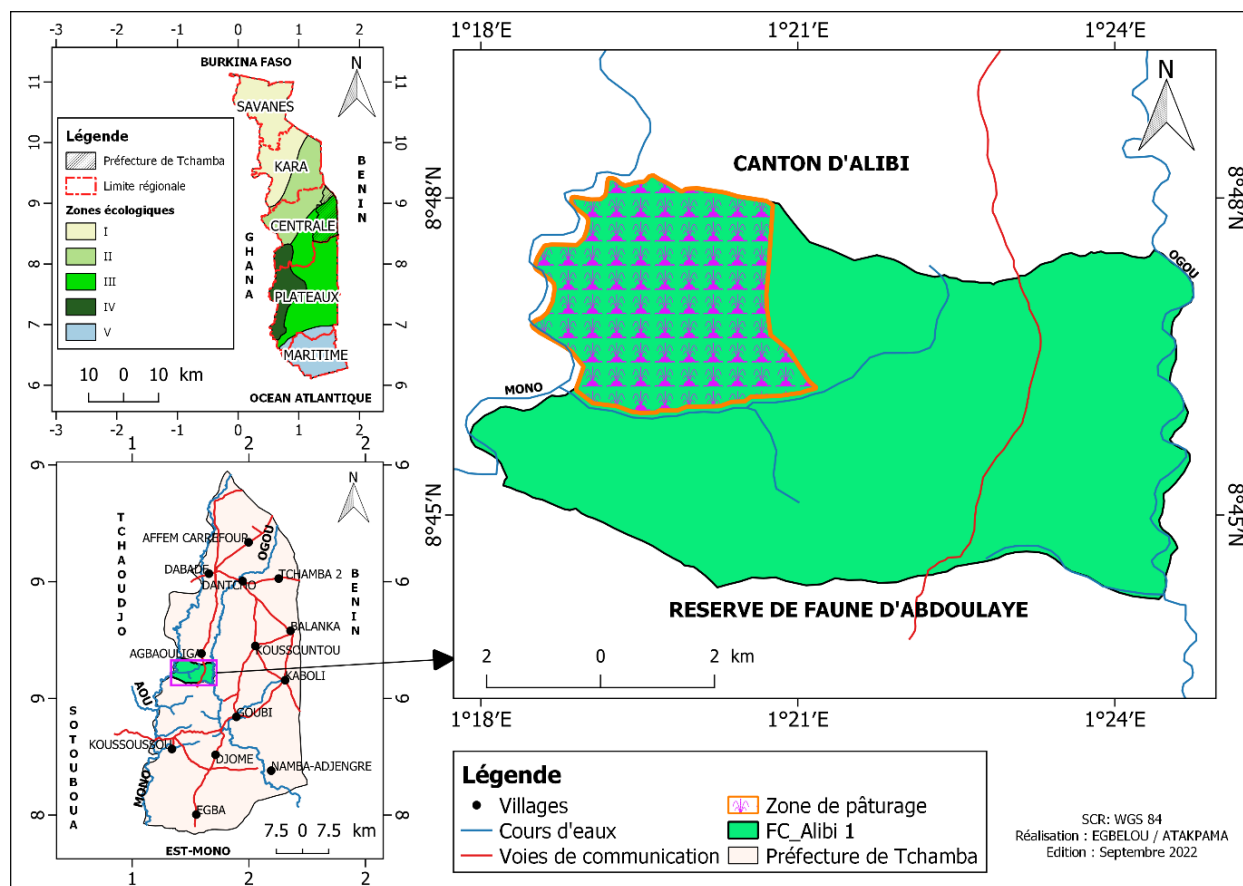 -3 -2 -1 0 1 2
BURKINA FASO
N
11 11
SAVANES
Légende
Préfecture de Tchamba
Limite régionale
Zones écologiques
I
II
III
IV
V
10 10
KARA
BENIN
9 9
CENTRALE
GHANA
8 8
PLATEAUX
7 7
MARITIME
6 6
10 0 10 km
OCEAN ATLANTIQUE
-3 -2 -1 0 1 2
1 2 2
9 9
N
TCHAOUDJO
AFFEM CARREFOUR
OGOU
DABADE
DANTCHO
TCHAMBA 2
9 9
BENIN
BALANKA
AGBAOULIGA
KOUSSOUNTOU
KABOLI
9 9
AOU
SOTOUBOUA
GOUBI
KOUSSOUSSOU
DJOME
NAMBA-ADJENGRE
MONO
EGBA
8 8
7.5 0 7.5 km
EST-MONO
1 2 2
1°18′E 1°21′E 1°24′E
N
CANTON D'ALIBI
8°48′N 8°48′N
OGOU
MONO
8°45′N 8°45′N
RESERVE DE FAUNE D'ABDOULAYE
2 0 2 km
1°18′E 1°21′E 1°24′E
Légende
Villages
Cours d'eaux
Voies de communication
Zone de pâturage
FC_Alibi 1
Préfecture de Tchamba
SCR: WGS 84
Réalisation : EGBELOU / ATAKPAMA
Edition : Septembre 2022